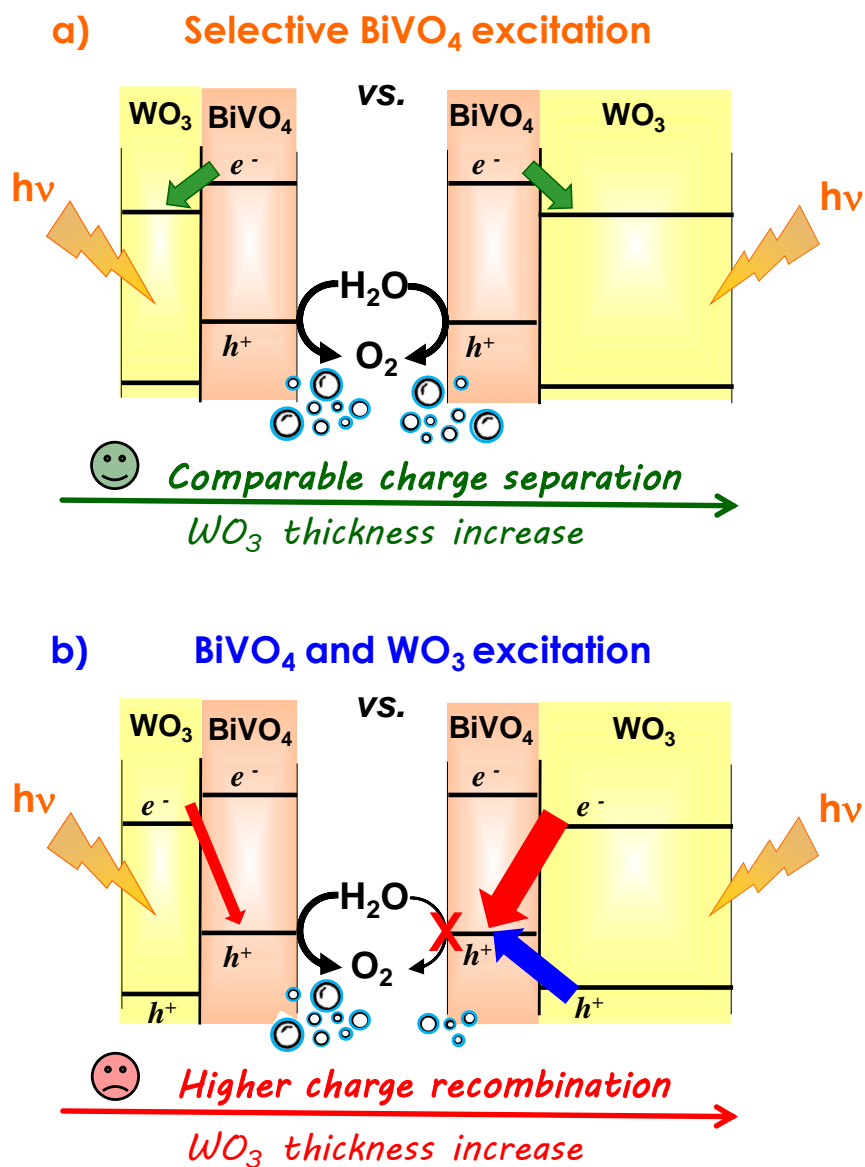 a) Selective BiVO₄ excitation
vs.
WO₃ BiVO₄ BiVO₄ WO₃
e⁻ e⁻
hν hν
H₂O
h⁺ h⁺
O₂
Comparable charge separation
WO₃ thickness increase
b) BiVO₄ and WO₃ excitation
vs.
WO₃ BiVO₄ BiVO₄ WO₃
e⁻ e⁻
hν e⁻ e⁻ hν
H₂O
X
h⁺ h⁺
O₂
h⁺ h⁺
Higher charge recombination
WO₃ thickness increase